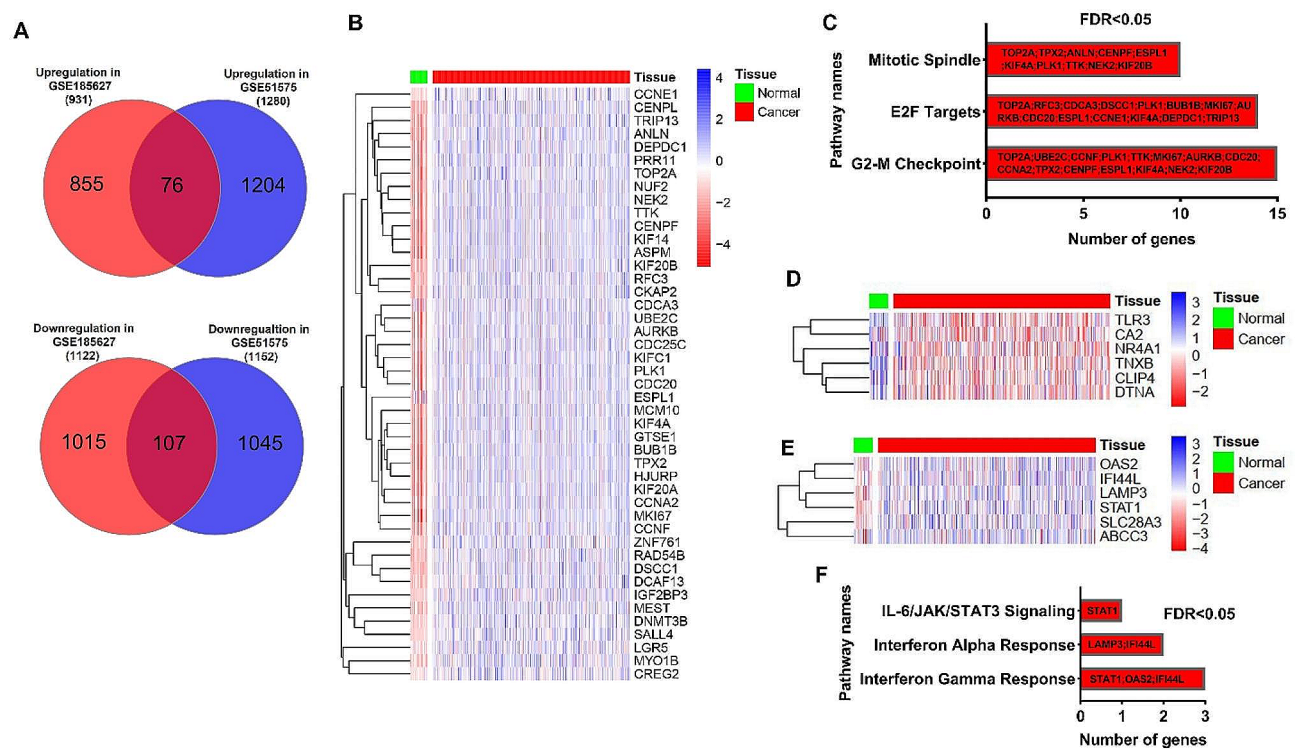 A
Upregulation in
GSE185627
(931)
Upregulation in
GSE51575
(1280)
855
76
1204
Downregulation in
GSE185627
(1122)
Downregualtion in
GSE51575
(1152)
1015
107
1045
B
Tissue
CCNE1
CENPL
TRIP13
ANLN
DEPDC1
PRR11
TOP2A
NUF2
NEK2
TTK
CENPF
KIF14
ASPM
KIF20B
RFC3
CKAP2
CDCA3
UBE2C
AURKB
CDC25C
KIFC1
PLK1
CDC20
ESPL1
MCM10
KIF4A
GTSE1
BUB1B
TPX2
HJURP
KIF20A
CCNA2
MKI67
CCNF
ZNF761
RAD54B
DSCC1
DCAF13
IGF2BP3
MEST
DNMT3B
SALL4
LGR5
MYO1B
CREG2
4
2
0
−2
−4
Tissue
Normal
Cancer
C
FDR<0.05
Pathway names
Mitotic Spindle
TOP2A;TPX2;ANLN;CENPF;ESPL1
;KIF4A;PLK1;TTK;NEK2;KIF20B
E2F Targets
TOP2A;RFC3;CDCA3;DSCC1;PLK1;BUB1B;MKI67;AU
RKB;CDC20;ESPL1;CCNE1;KIF4A;DEPDC1;TRIP13
G2-M Checkpoint
TOP2A;UBE2C;CCNF;PLK1;TTK;MKI67;AURKB;CDC20;
CCNA2;TPX2;CENPF;ESPL1;KIF4A;NEK2;KIF20B
0 5 10 15
Number of genes
D
Tissue
TLR3
CA2
NR4A1
TNXB
CLIP4
DTNA
3
2
1
0
−1
−2
Tissue
Normal
Cancer
E
Tissue
OAS2
IFI44L
LAMP3
STAT1
SLC28A3
ABCC3
3
2
1
0
−1
−2
−3
−4
Tissue
Normal
Cancer
F
FDR<0.05
Pathway names
IL-6/JAK/STAT3 Signaling
STAT1
Interferon Alpha Response
LAMP3;IFI44L
Interferon Gamma Response
STAT1;OAS2;IFI44L
0 1 2 3
Number of genes